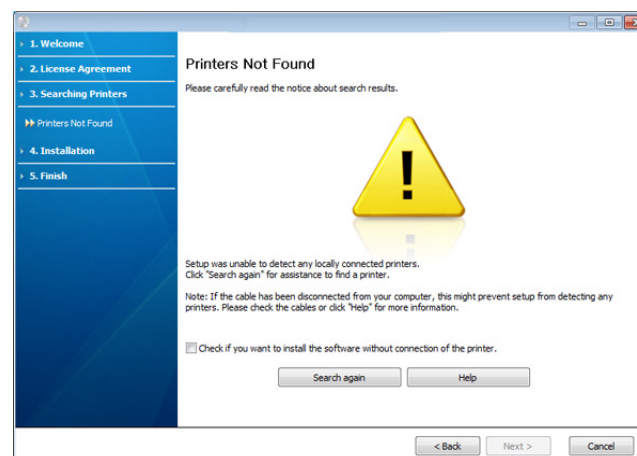 1. Welcome
2. License Agreement
3. Searching Printers
Printers Not Found
4. Installation
5. Finish
Printers Not Found
Please carefully read the notice about search results.
Setup was unable to detect any locally connected printers.
Click "Search again" for assistance to find a printer.
Note: If the cable has been disconnected from your computer, this might prevent setup from detecting any
printers. Please check the cables or click "Help" for more information.
Check if you want to install the software without connection of the printer.
Search again
Help
< Back
Next >
Cancel